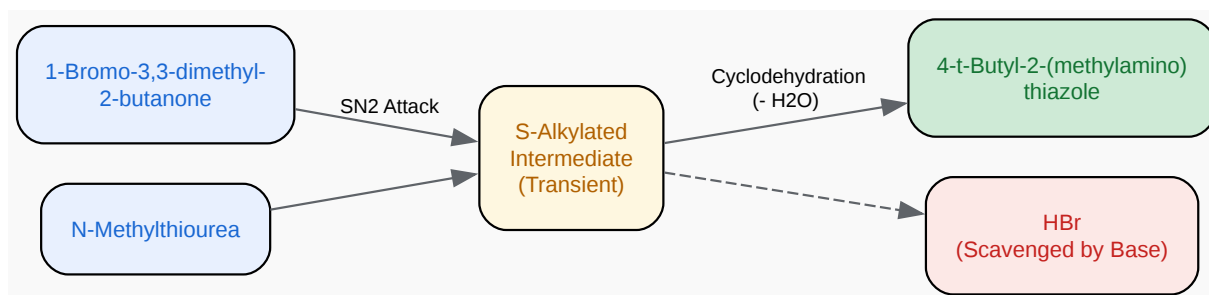 1-Bromo-3,3-dimethyl-
2-butanone
SN2 Attack
N-Methylthiourea
S-Alkylated
Intermediate
(Transient)
Cyclodehydration
(- H2O)
4-t-Butyl-2-(methylamino)
thiazole
HBr
(Scavenged by Base)